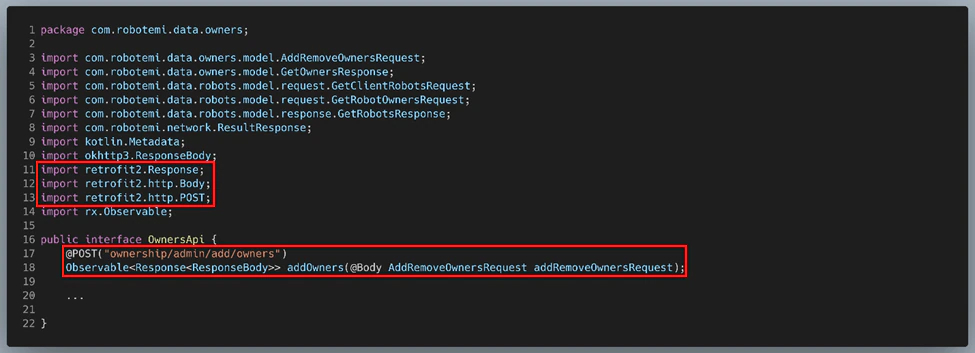 1 package com.robotemi.data.owners;
2
3 import com.robotemi.data.owners.model.AddRemoveOwnersRequest;
4 import com.robotemi.data.owners.model.GetOwnersResponse;
5 import com.robotemi.data.robots.model.request.GetClientRobotsRequest;
6 import com.robotemi.data.robots.model.request.GetRobotOwnersRequest;
7 import com.robotemi.data.robots.model.response.GetRobotsResponse;
8 import com.robotemi.network.ResultResponse;
9 import kotlin.Metadata;
10 import okhttp3.ResponseBody;
11 import retrofit2.Response;
12 import retrofit2.http.Body;
13 import retrofit2.http.POST;
14 import rx.Observable;
15
16 public interface OwnersApi {
17 @POST("ownership/admin/add/owners")
18 Observable<Response<ResponseBody>> addOwners(@Body AddRemoveOwnersRequest addRemoveOwnersRequest);
19
20 ...
21
22 }